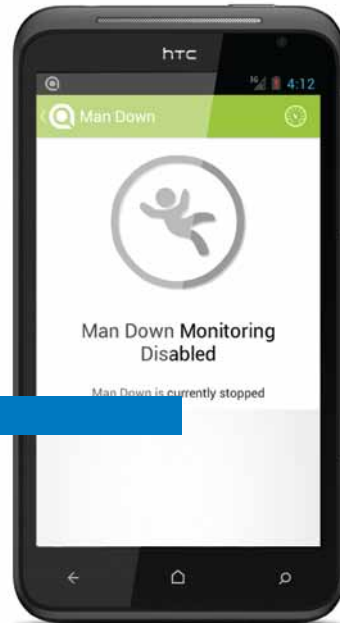 hTC
4:12
Man Down
Man Down Monitoring
Disabled
Man Down is currently stopped